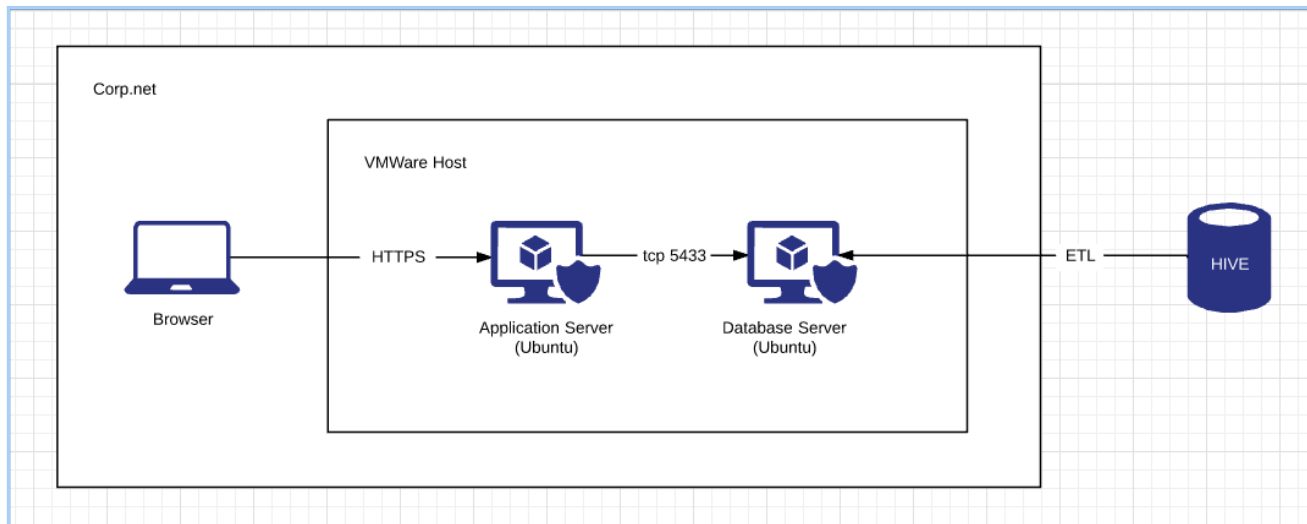 Corp.net
VMWare Host
HTTPS
tcp 5433
ETL
HIVE
Browser
Application Server
(Ubuntu)
Database Server
(Ubuntu)